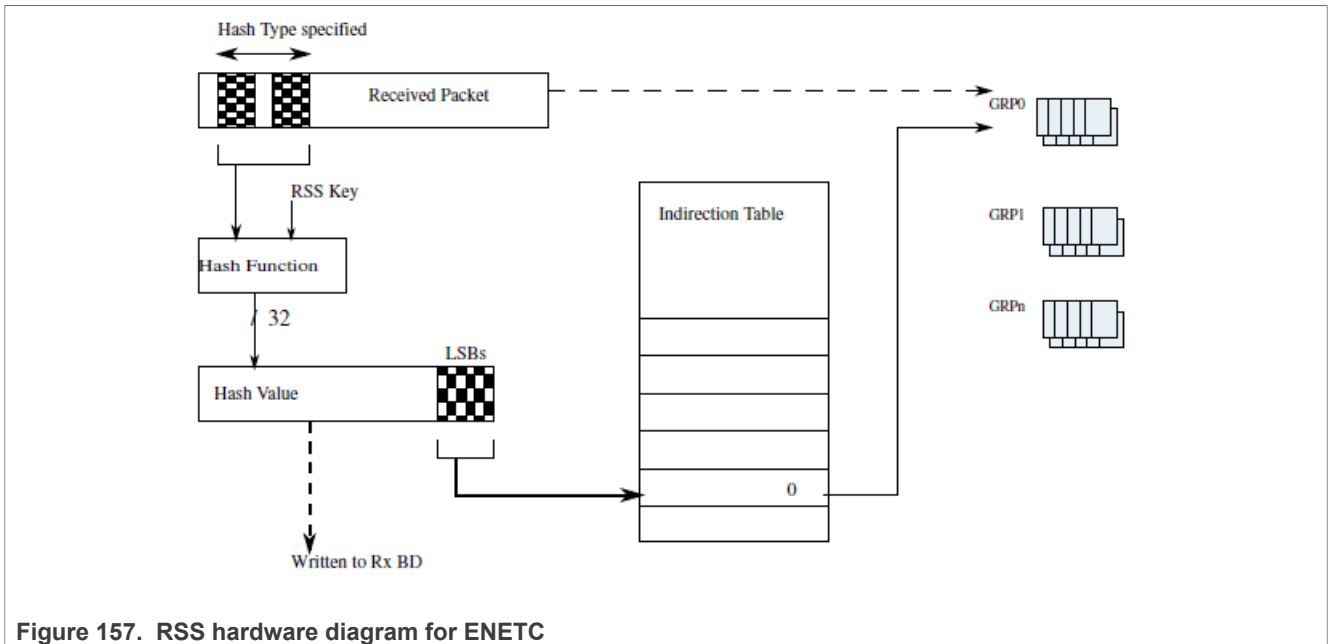 Hash Type specified
Received Packet
GRP0
RSS Key
Indirection Table
GRP1
Hash Function
GRPn
/ 32
LSBs
Hash Value
0
Written to Rx BD
Figure 157. RSS hardware diagram for ENETC